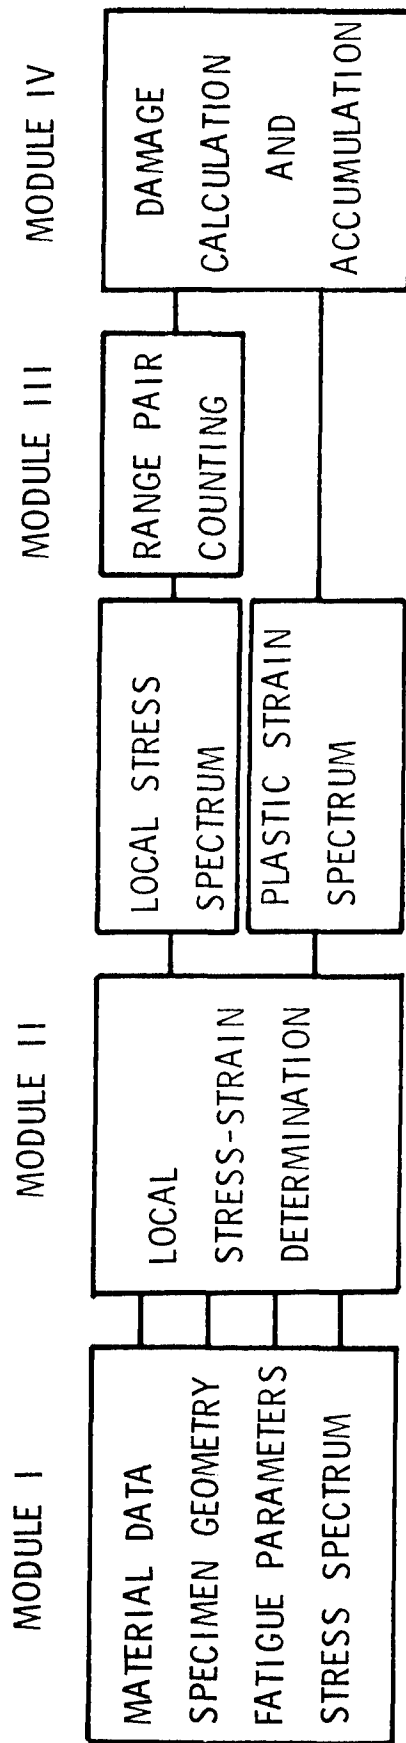 MODULE I
MATERIAL DATA
SPECIMEN GEOMETRY
FATIGUE PARAMETERS
STRESS SPECTRUM
MODULE II
LOCAL
STRESS-STRAIN
DETERMINATION
LOCAL STRESS
SPECTRUM
PLASTIC STRAIN
SPECTRUM
MODULE III
RANGE PAIR
COUNTING
MODULE IV
DAMAGE
CALCULATION
AND
ACCUMULATION